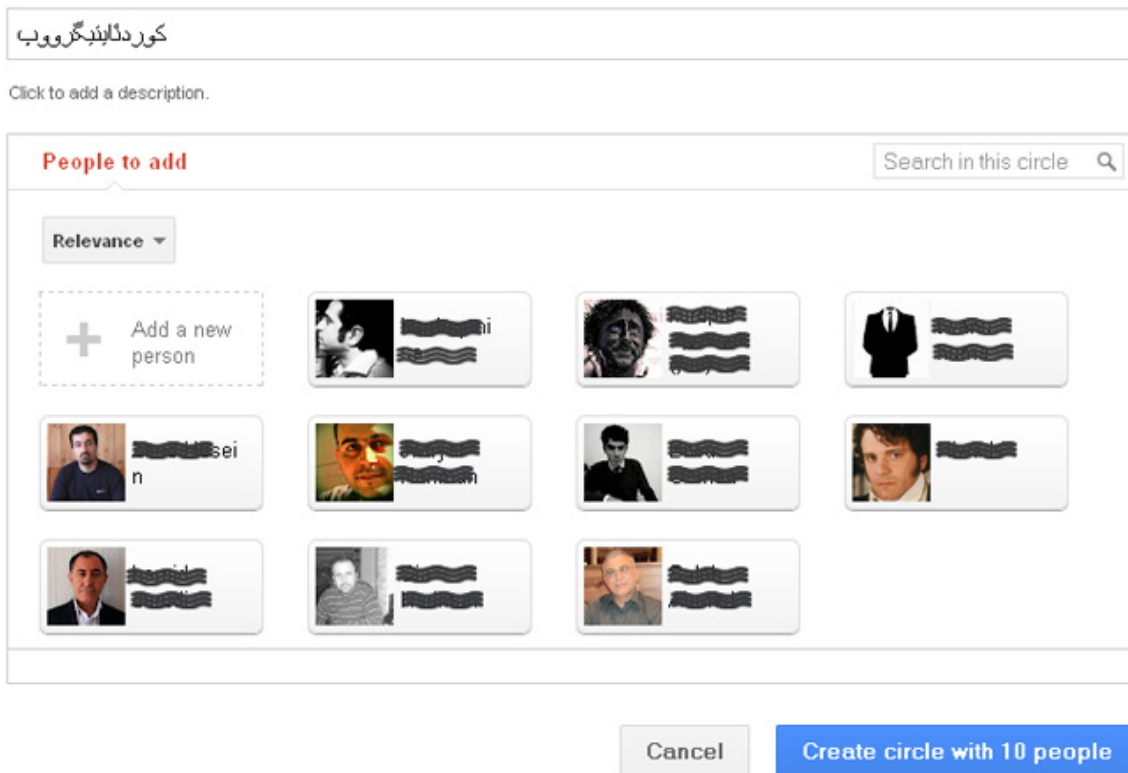 كوردئاینبگرووپ
Click to add a description.
People to add
Search in this circle
Relevance
Add a new
person
Cancel
Create circle with 10 people